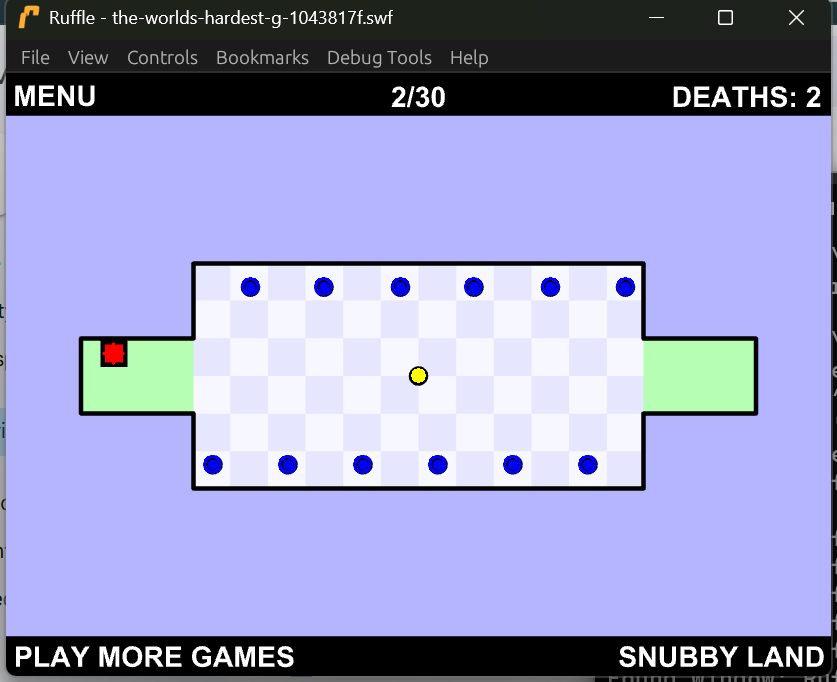 Ruffle - the-worlds-hardest-g-1043817f.swf
File View Controls Bookmarks Debug Tools Help
MENU 2/30 DEATHS: 2
PLAY MORE GAMES SNUBBY LAND